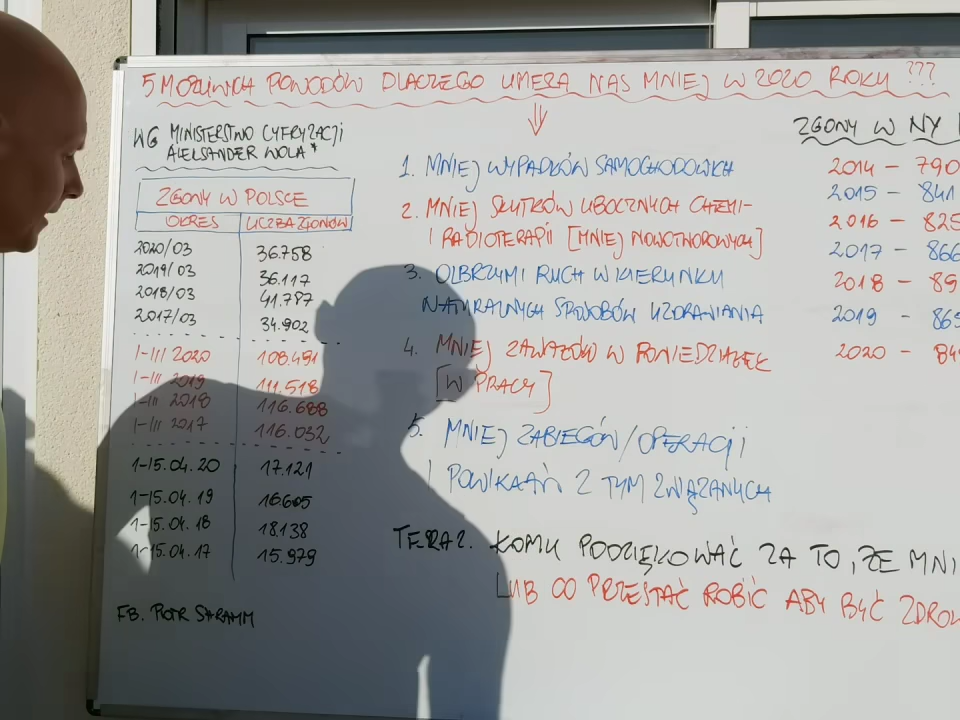 5 MOŻLIWYCH POWODÓW DLACZEGO UMIERA NAS MNIEJ W 2020 ROKU ???
WG MINISTERSTWO CYFRYZACJI
ALEKSANDER WOLA*
ZGONY W POLSCE
OKRES LICZBA ZGONÓW
2020/03 36.758
2019/03 36.117
2018/03 41.787
2017/03 34.902
I-III 2020 108.491
I-III 2019 111.518
I-III 2018 116.688
I-III 2017 116.032
1-15.04.20 17.121
1-15.04.19 16.605
1-15.04.18 18.138
1-15.04.17 15.979
FB. PIOTR
1. MNIEJ WYPADKÓW SAMOCHODOWYCH
2. MNIEJ SKUTKÓW UBOCZNYCH CHEMI-
I RADIOTERAPII [MNIEJ NOWOTWOROWYCH]
3. OLBRZYMI RUCH W KIERUNKU
NATURALNYCH SPOSOBÓW UZDRAWIANIA
4. MNIEJ ZAWAŁÓW W PONIEDZIAŁEK
[W PRACY]
5. MNIEJ ZABIEGÓW/OPERACJI
I POWIKŁAŃ Z TYM ZWIĄZANYCH
TERAZ. KOMU PODZIĘKOWAĆ ZA TO, ŻE MNI
LUB CO PRZESTAĆ ROBIĆ ABY BYĆ ZDROW
ZGONY W NY
2014 - 790
2015 - 841
2016 - 825
2017 - 866
2018 - 89
2019 - 865
2020 - 84